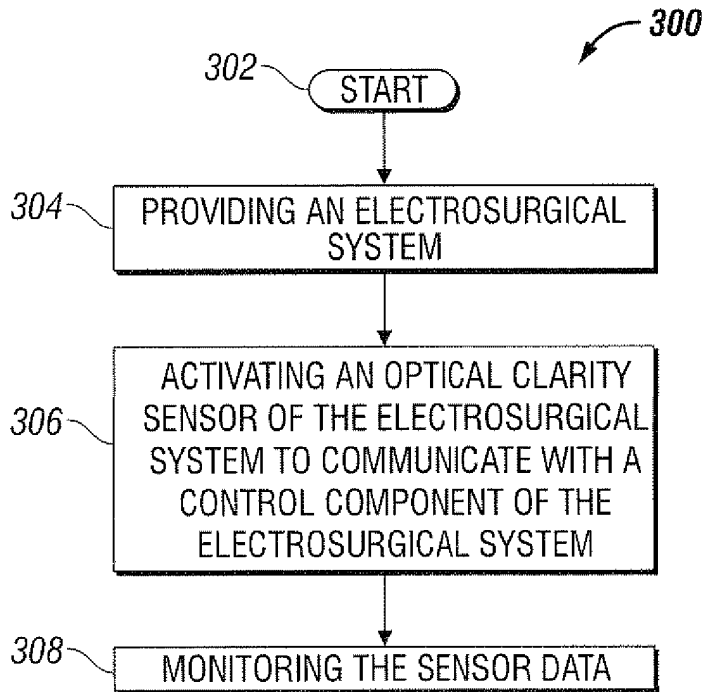 300
302
START
304
PROVIDING AN ELECTROSURGICAL
SYSTEM
306
ACTIVATING AN OPTICAL CLARITY
SENSOR OF THE ELECTROSURGICAL
SYSTEM TO COMMUNICATE WITH A
CONTROL COMPONENT OF THE
ELECTROSURGICAL SYSTEM
308
MONITORING THE SENSOR DATA